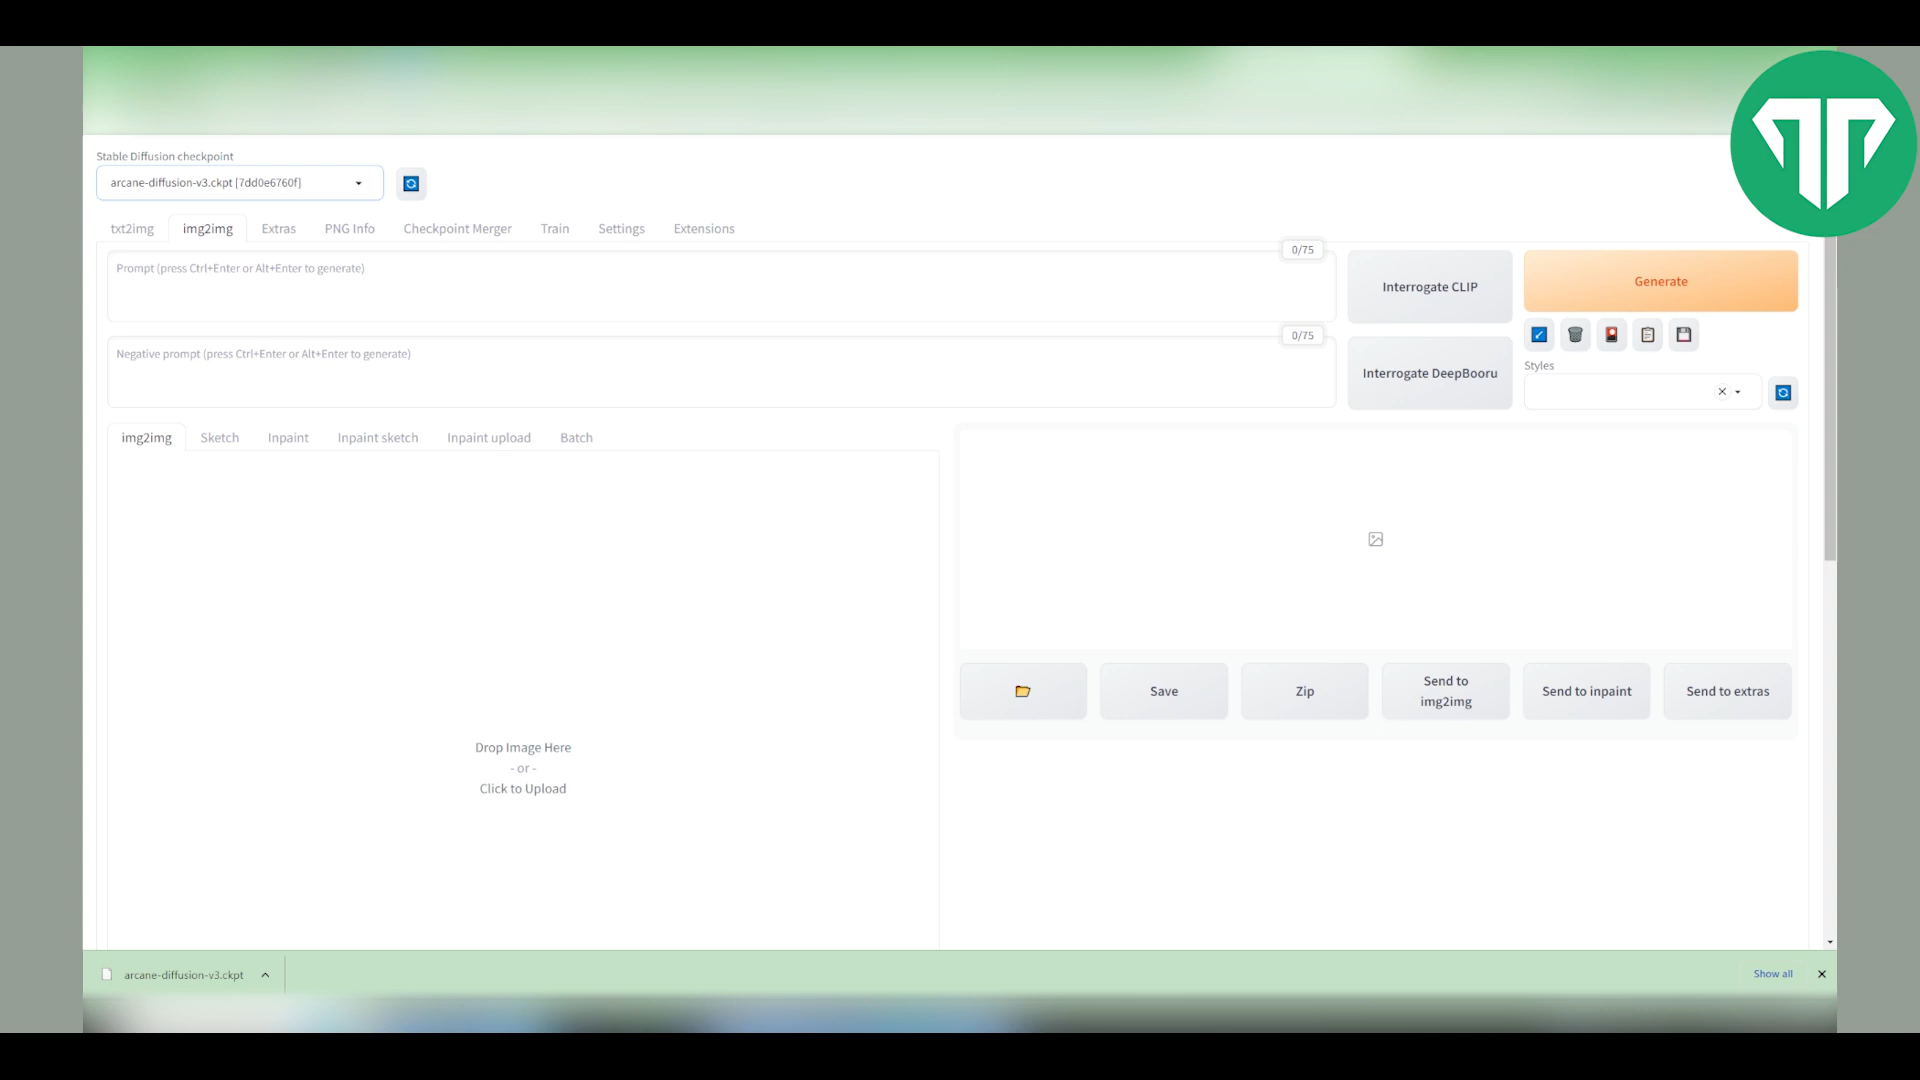 Stable Diffusion checkpoint
arcane-diffusion-v3.ckpt [7dd0e6760f]
txt2img img2img Extras PNG Info Checkpoint Merger Train Settings Extensions
0/75
Prompt (press Ctrl+Enter or Alt+Enter to generate)
Interrogate CLIP
Generate
0/75
Negative prompt (press Ctrl+Enter or Alt+Enter to generate)
Interrogate DeepBooru
Styles
img2img Sketch Inpaint Inpaint sketch Inpaint upload Batch
Save
Zip
Send to
img2img
Send to inpaint
Send to extras
Drop Image Here
- or -
Click to Upload
arcane-diffusion-v3.ckpt
Show all